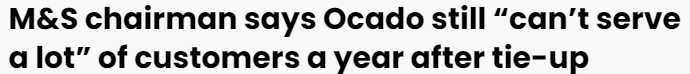 M&S chairman says Ocado still “can’t serve
a lot” of customers a year after tie-up